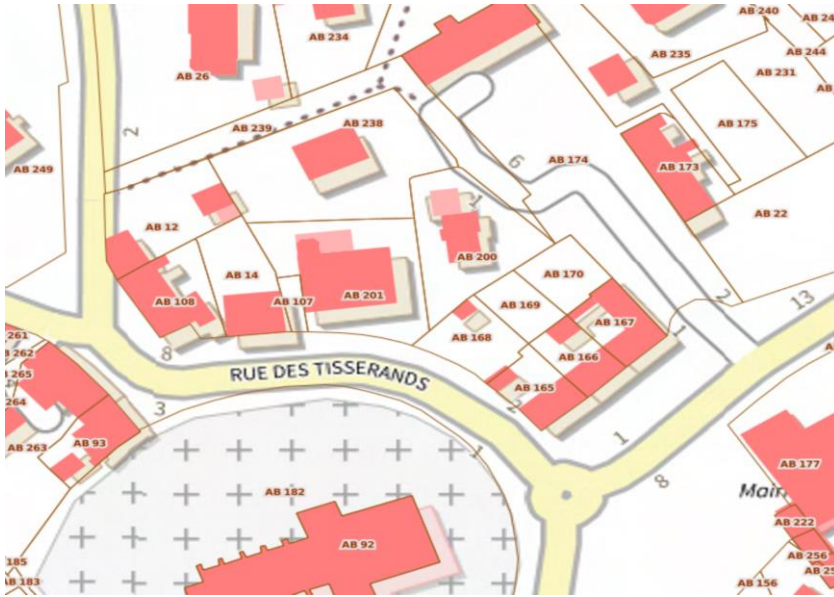 AB 240
AB 24
AB 234
AB 244
AB 235
AB 26
AB 231
AB
2
AB 239
AB 238
AB 175
6
AB 174
AB 249
AB 173
1
AB 22
AB 12
AB 200
AB 14
AB 170
AB 108
AB 107
AB 201
2
13
AB 169
AB 167
1
261
AB 168
8
B 262
AB 166
RUE DES TISSERANDS
265
AB 165
264
3
2
AB 93
AB 263
1
1
AB 177
8
AB 182
Mair
AB 222
AB 92
AB 256
185
AB 25
B 183
AB 156